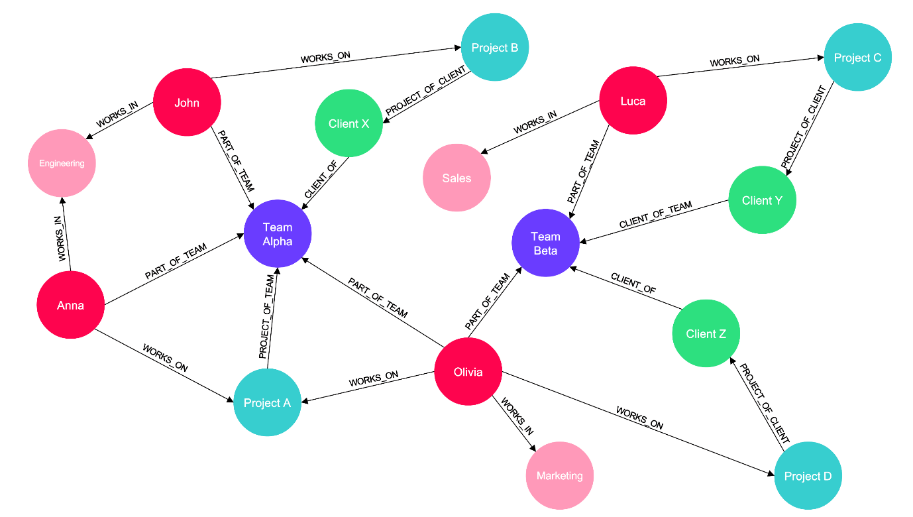 Project B
WORKS_ON
Project C
WORKS_ON
PROJECT_OF_CLIENT
John
Luca
WORKS_IN
Client X
WORKS_IN
PROJECT_OF_CLIENT
PART_OF_TEAM
Engineering
CLIENT_OF
Sales
PART_OF_TEAM
Client Y
CLIENT_OF_TEAM
Team
Alpha
Team
Beta
WORKS_IN
PART_OF_TEAM
PART_OF_TEAM
PART_OF_TEAM
CLIENT_OF
Anna
PROJECT_OF_TEAM
Client Z
WORKS_ON
WORKS_ON
Olivia
Project A
WORKS_IN
WORKS_ON
PROJECT_OF_CLIENT
Marketing
Project D